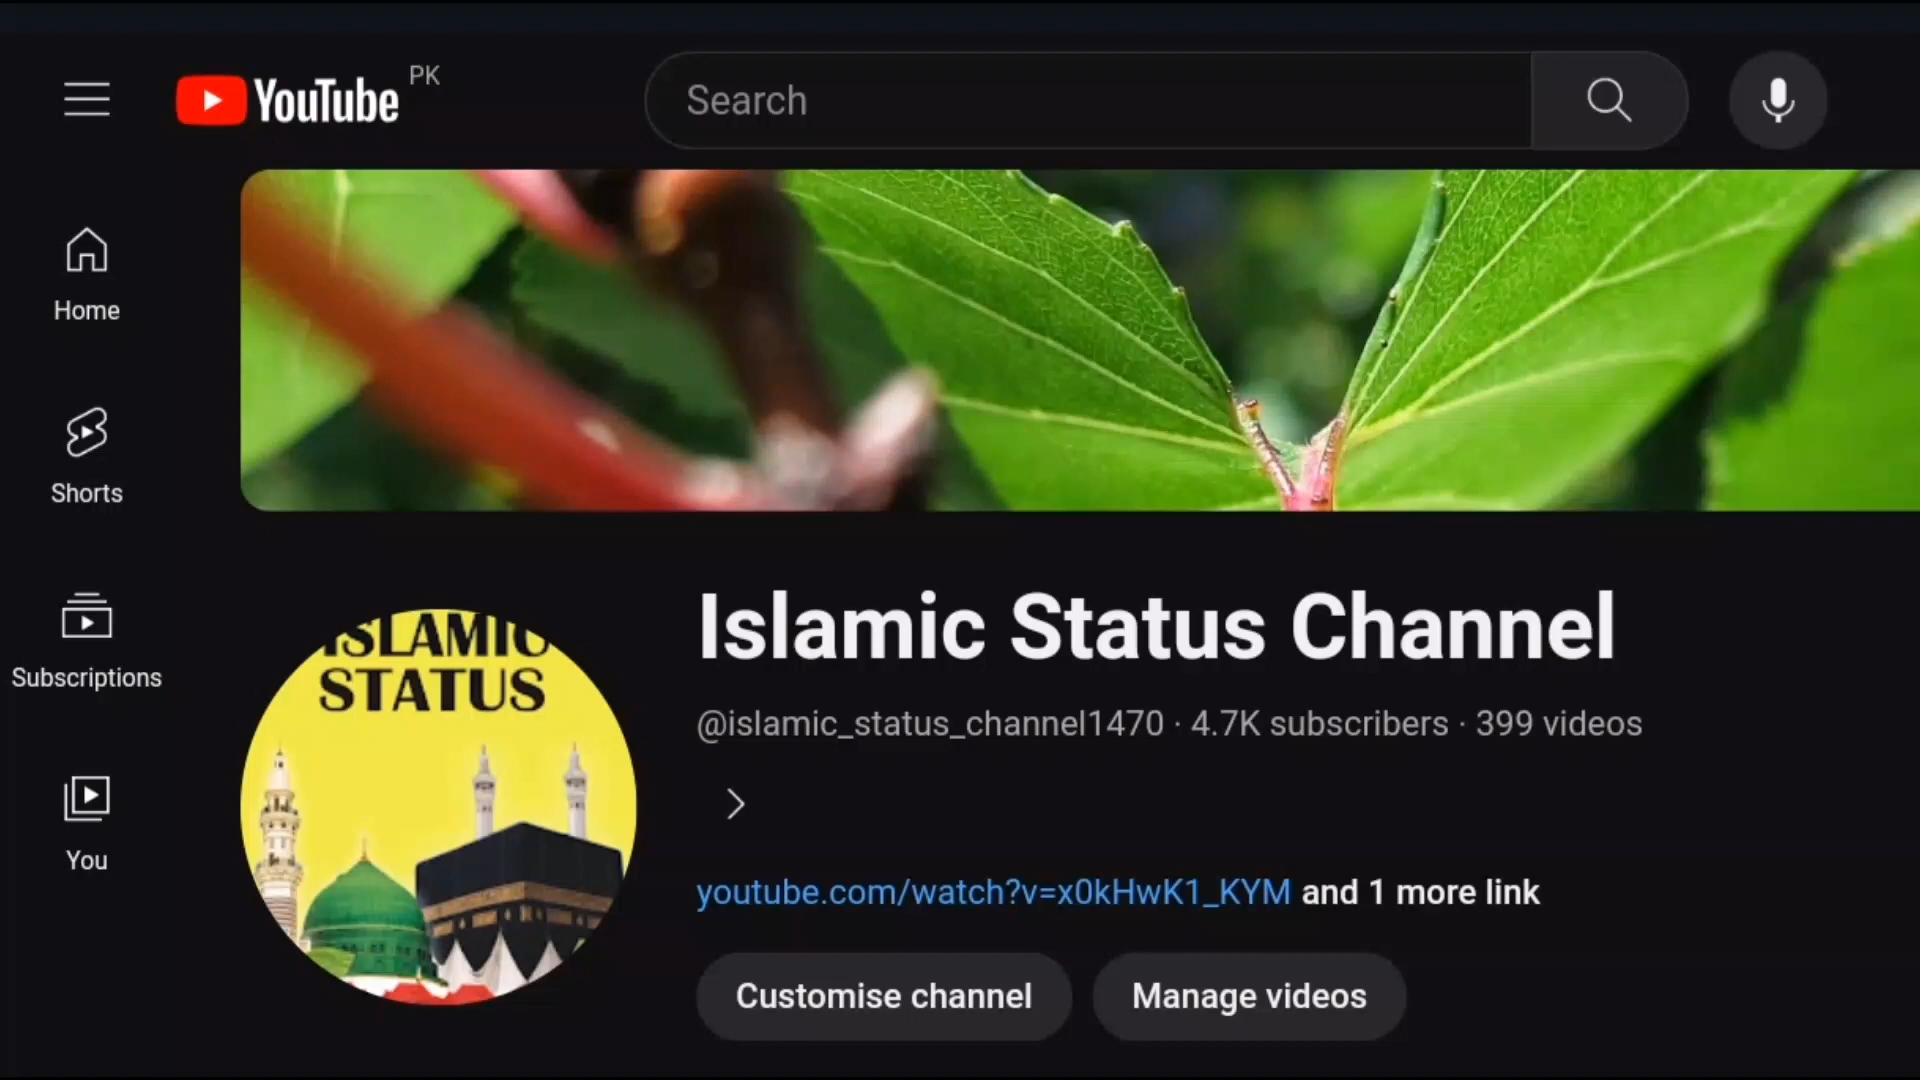 YouTube PK
Search
Home
Shorts
Subscriptions
You
ISLAMIC
STATUS
Islamic Status Channel
@islamic_status_channel1470 · 4.7K subscribers · 399 videos
youtube.com/watch?v=x0kHwK1_KYM and 1 more link
Customise channel
Manage videos